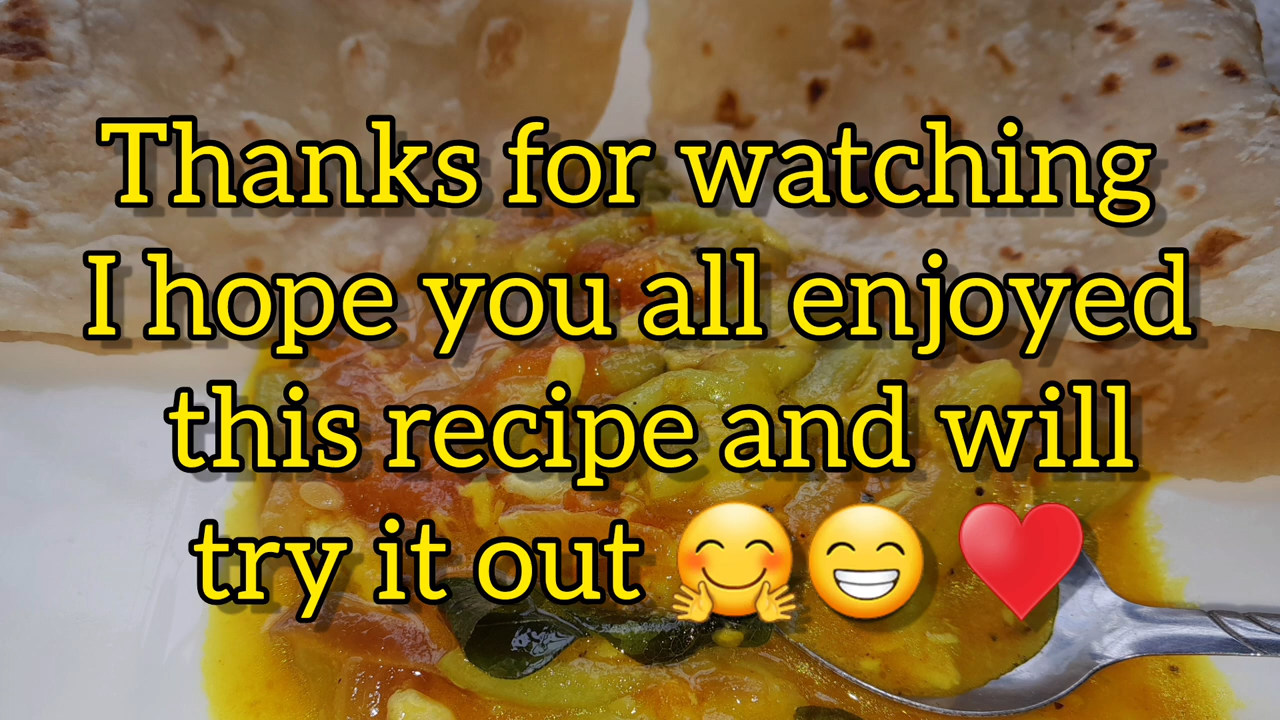 Thanks for watching
I hope you all enjoyed
this recipe and will
try it out 🤗😁 ♥️